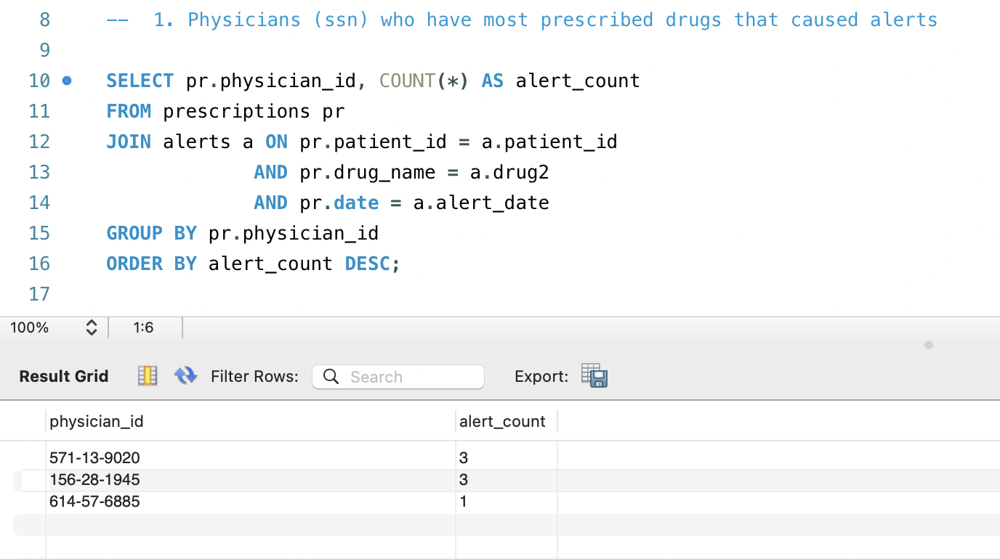 8 -- 1. Physicians (ssn) who have most prescribed drugs that caused alerts
9
10 SELECT pr.physician_id, COUNT(*) AS alert_count
11 FROM prescriptions pr
12 JOIN alerts a ON pr.patient_id = a.patient_id
13 AND pr.drug_name = a.drug2
14 AND pr.date = a.alert_date
15 GROUP BY pr.physician_id
16 ORDER BY alert_count DESC;
17
100% 1:6
Result Grid Filter Rows: Search Export:
physician_id alert_count
571-13-9020 3
156-28-1945 3
614-57-6885 1